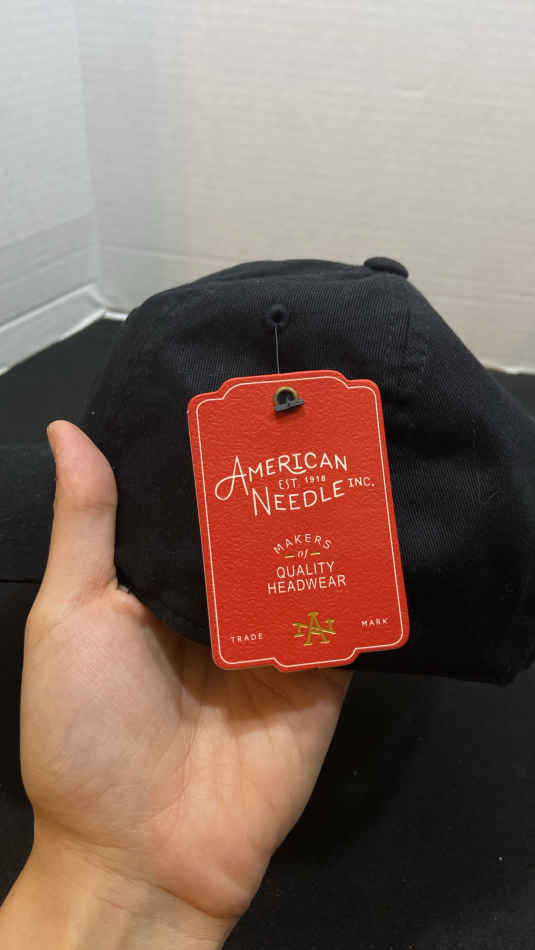 AMERICAN
EST. 1918
NEEDLE INC.
MAKERS
of
QUALITY
HEADWEAR
TRADE MARK